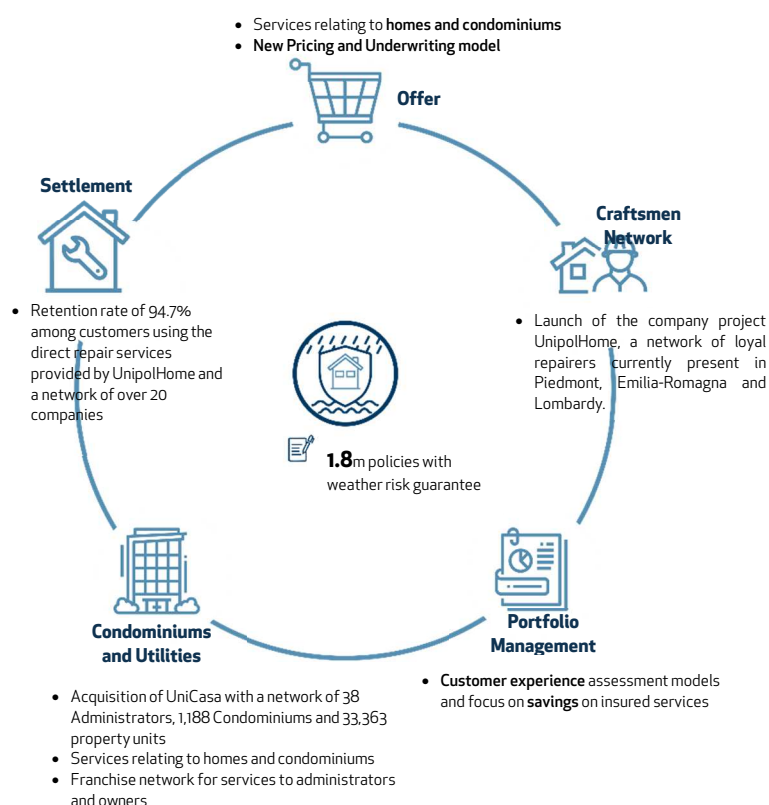 • Services relating to homes and condominiums
• New Pricing and Underwriting model
Offer
Settlement
• Retention rate of 94.7%
among customers using the
direct repair services
provided by UnipolHome and
a network of over 20
companies
Craftsmen
Network
• Launch of the company project
UnipolHome, a network of loyal
repairers currently present in
Piedmont, Emilia-Romagna and
Lombardy.
1.8m policies with
weather risk guarantee
Condominiums
and Utilities
• Acquisition of UniCasa with a network of 38
Administrators, 1,188 Condominiums and 33,363
property units
• Services relating to homes and condominiums
• Franchise network for services to administrators
and owners
Portfolio
Management
• Customer experience assessment models
and focus on savings on insured services